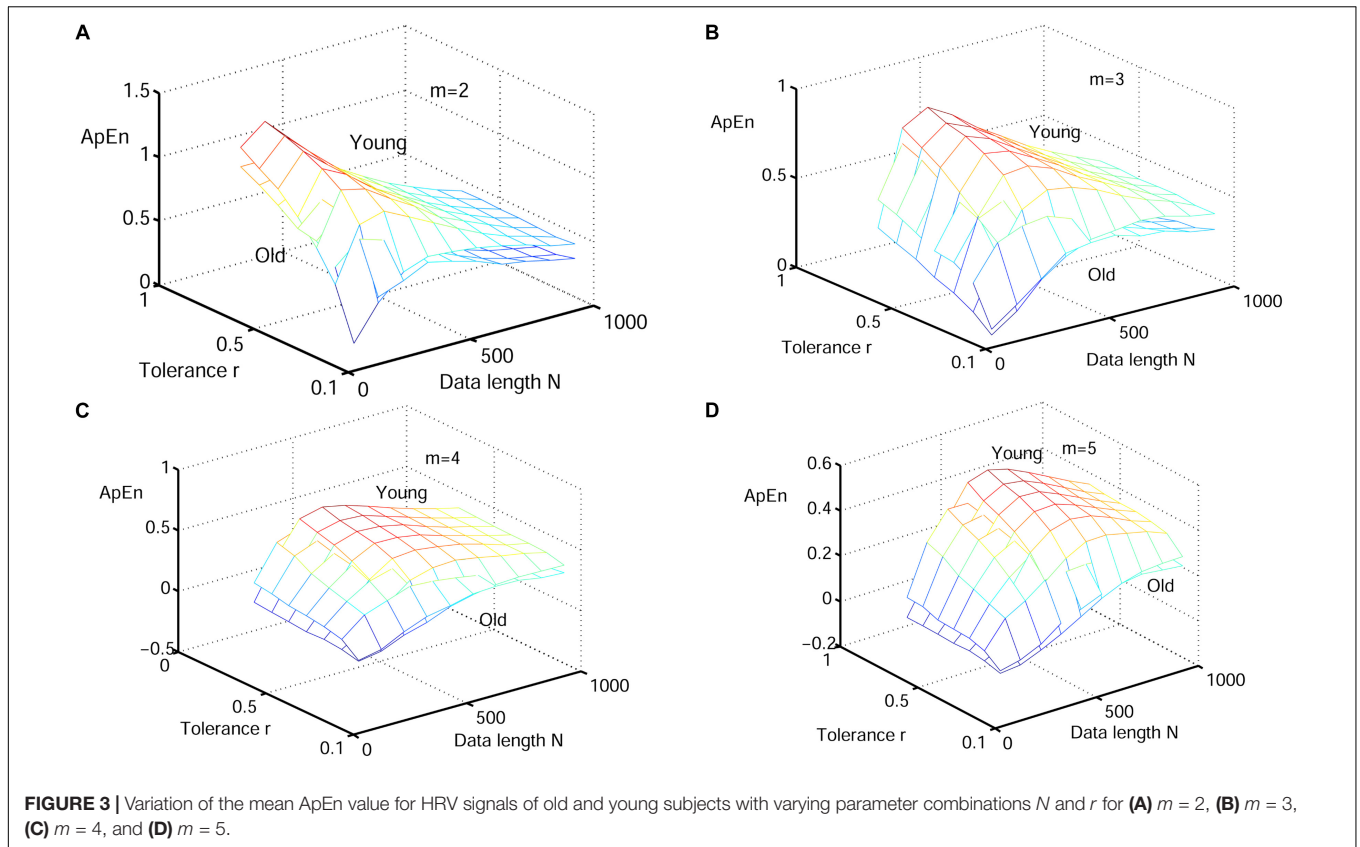 A
1.5
ApEn
1
0.5
0
1
0.5
0.1
Tolerance r
0
500
1000
Data length N
m=2
Young
Old
B
1
ApEn
0.5
0
1
0.5
0.1
Tolerance r
0
500
1000
Data length N
m=3
Young
Old
C
1
ApEn
0.5
0
−0.5
0
0.5
0.1
Tolerance r
0
500
1000
Data length N
m=4
Young
Old
D
0.6
ApEn
0.4
0.2
0
−0.2
1
0.5
0.1
Tolerance r
0
500
1000
Data length N
m=5
Young
Old
FIGURE 3 | Variation of the mean ApEn value for HRV signals of old and young subjects with varying parameter combinations N and r for (A) m = 2, (B) m = 3,
(C) m = 4, and (D) m = 5.